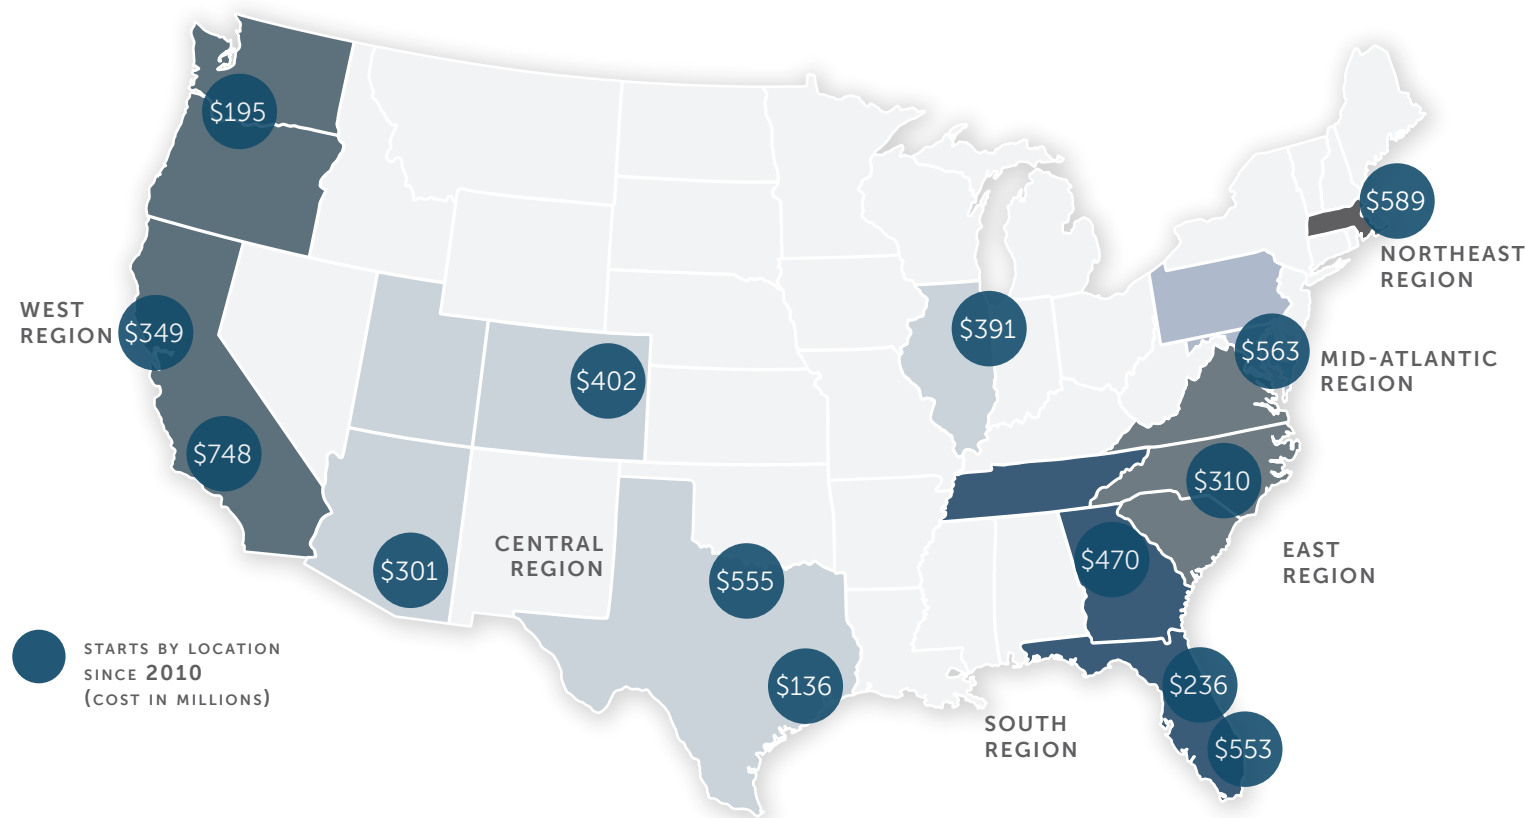 $195
$589
NORTHEAST
REGION
WEST
REGION
$349
$391
$563
MID-ATLANTIC
REGION
$402
$748
$310
CENTRAL
REGION
$301
$555
$470
EAST
REGION
STARTS BY LOCATION
SINCE 2010
(COST IN MILLIONS)
$136
$236
SOUTH
REGION
$553